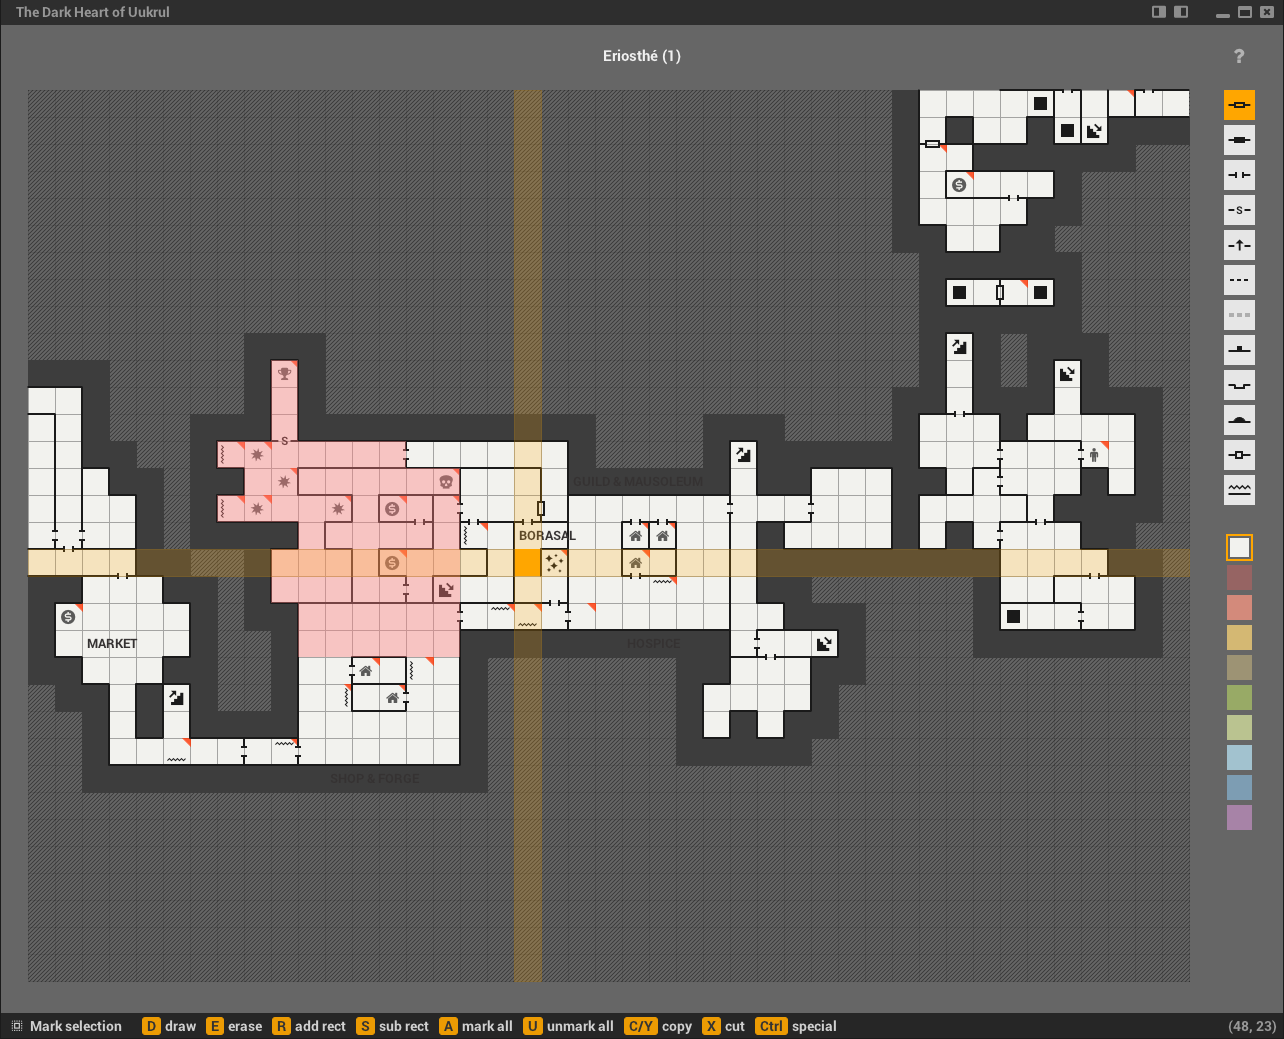 The Dark Heart of Uukrul
Eriosthé (1)
?
S
S
GUILD & MAUSOLEUM
BORASAL
MARKET
HOSPICE
SHOP & FORGE
Mark selection D draw E erase R add rect S sub rect A mark all U unmark all C/Y copy X cut Ctrl special (48, 23)